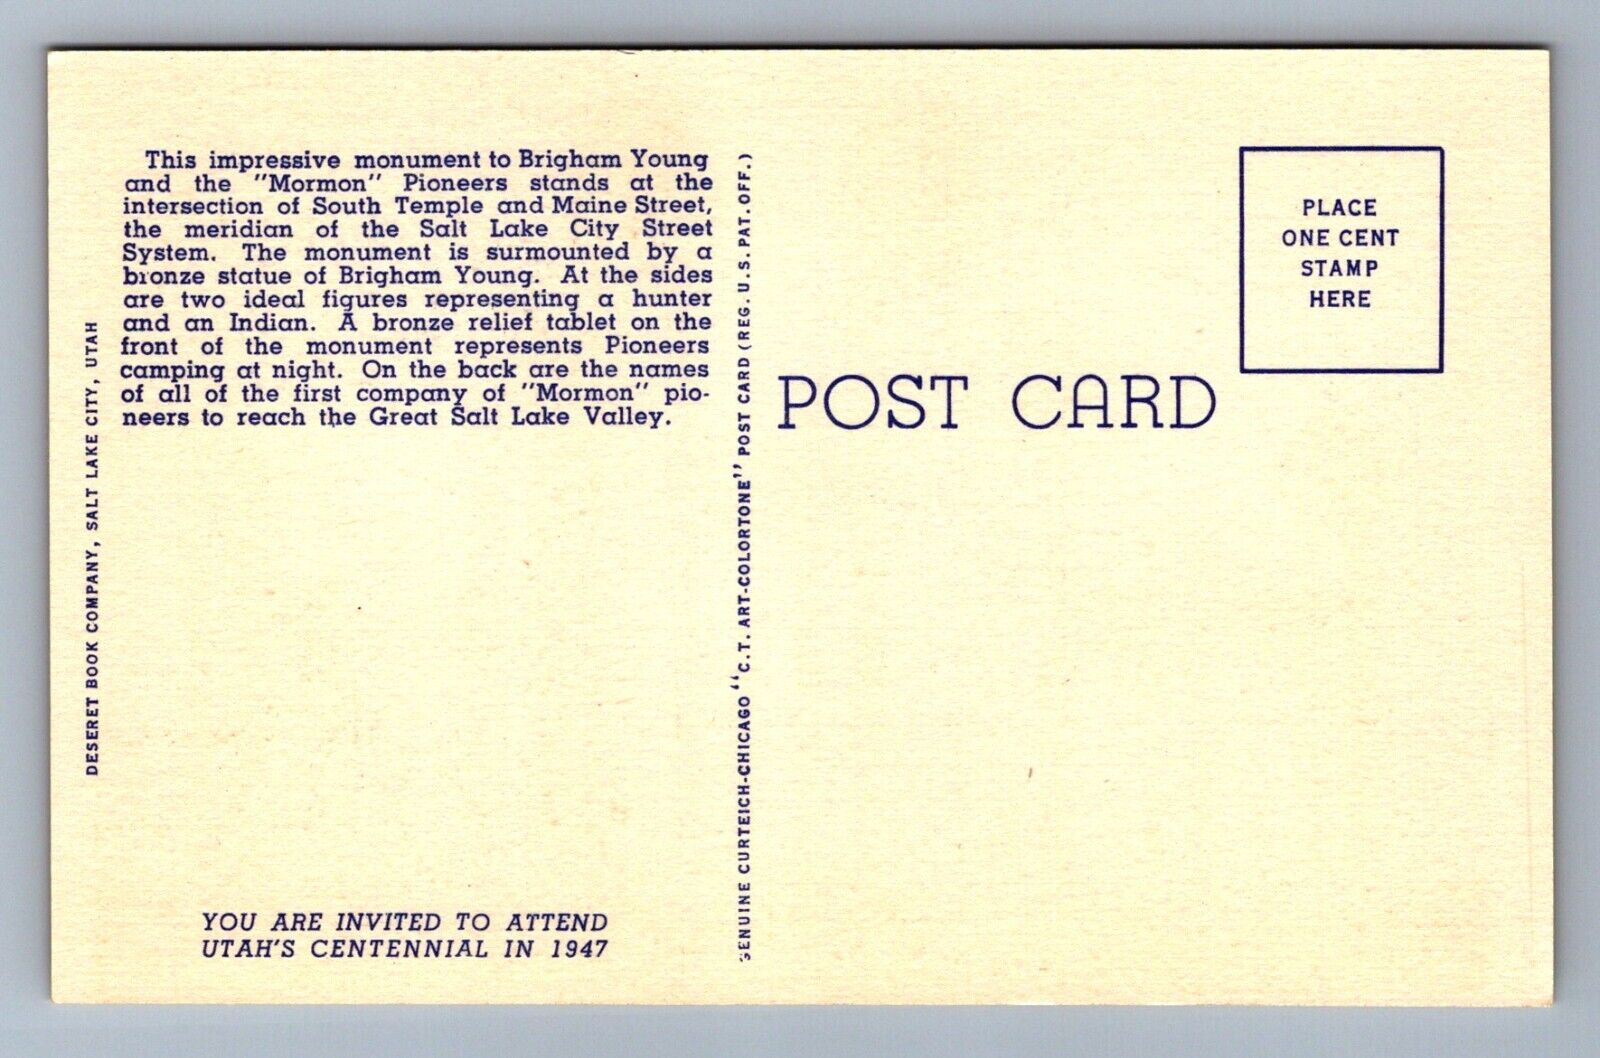 This impressive monument to Brigham Young
and the "Mormon" Pioneers stands at the
intersection of South Temple and Maine Street,
the meridian of the Salt Lake City Street
System. The monument is surmounted by a
bronze statue of Brigham Young. At the sides
are two ideal figures representing a hunter
and an Indian. A bronze relief tablet on the
front of the monument represents Pioneers
camping at night. On the back are the names
of all of the first company of "Mormon" pio-
neers to reach the Great Salt Lake Valley.
DESERET BOOK COMPANY, SALT LAKE CITY, UTAH
YOU ARE INVITED TO ATTEND
UTAH'S CENTENNIAL IN 1947
GENUINE CURTEICH-CHICAGO "C.T. ART-COLORTONE" POST CARD (REG. U.S. PAT. OFF.)
POST CARD
PLACE
ONE CENT
STAMP
HERE